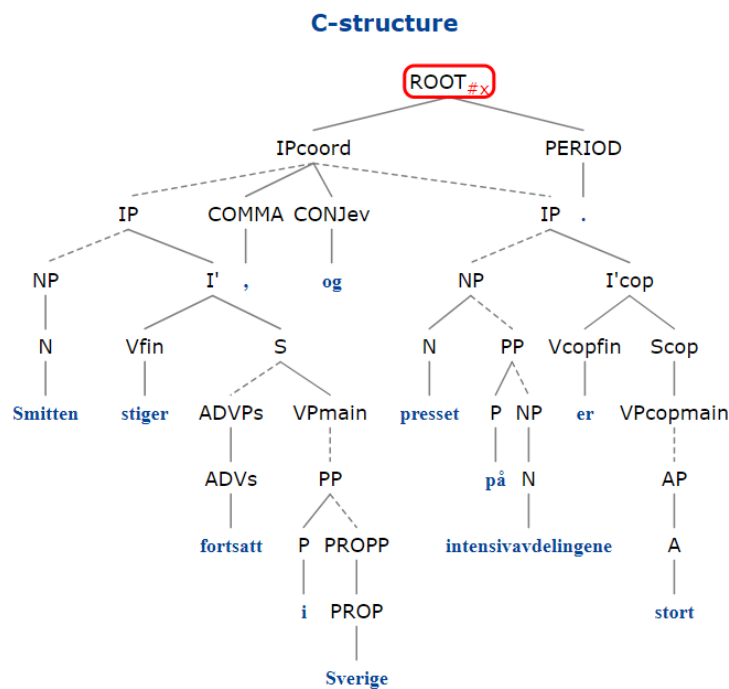 C-structure
ROOT#x
IPcoord PERIOD
IP COMMA CONJev IP .
NP I' , og NP I'cop
N Vfin S N PP Vcopfin Scop
Smitten stiger ADVPs VPmain presset P NP er VPcopmain
ADVs PP på N AP
fortsatt P PROPP intensivavdelingene A
i PROP stort
Sverige